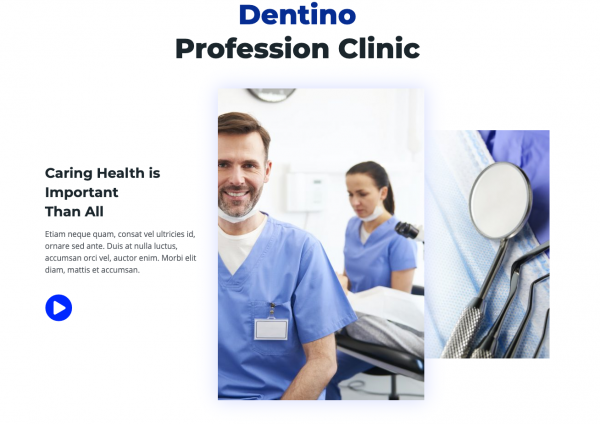 Dentino
Profession Clinic
Caring Health is
Important
Than All
Etiam neque quam, consat vel ultricies id,
ornare sed ante. Duis at nulla luctus,
accumsan orci vel, auctor enim. Morbi elit
diam, mattis et accumsan.